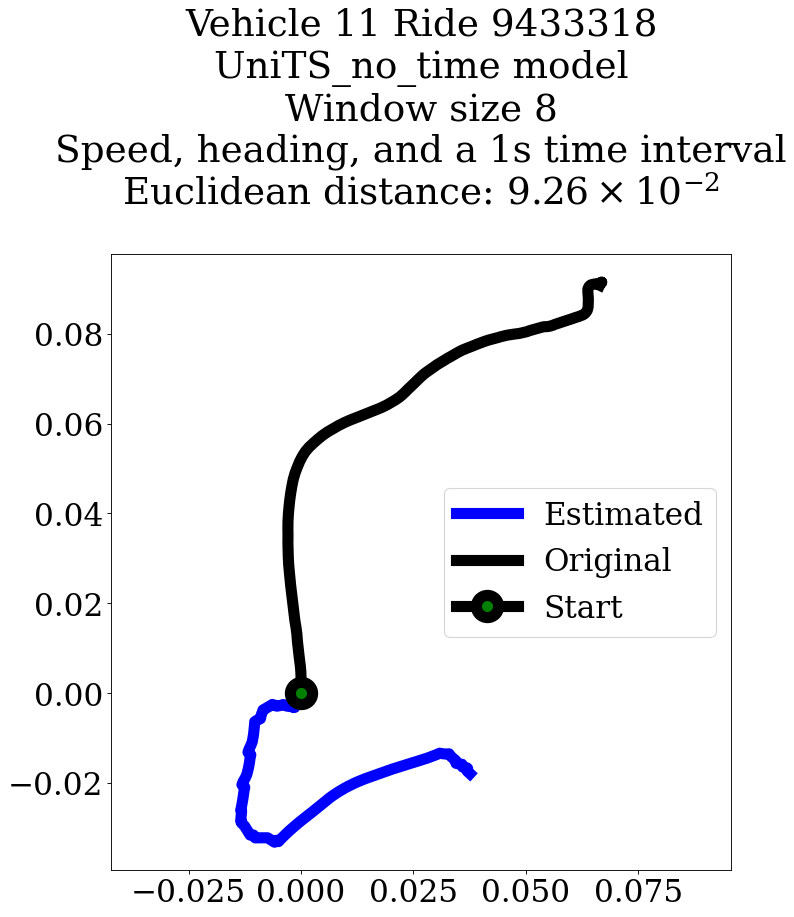 Vehicle 11 Ride 9433318
UniTS_no_time model
Window size 8
Speed, heading, and a 1s time interval
Euclidean distance: 9.26 × 10⁻²
0.08
0.06
0.04
0.02
0.00
−0.02
Estimated
Original
Start
−0.025 0.000 0.025 0.050 0.075